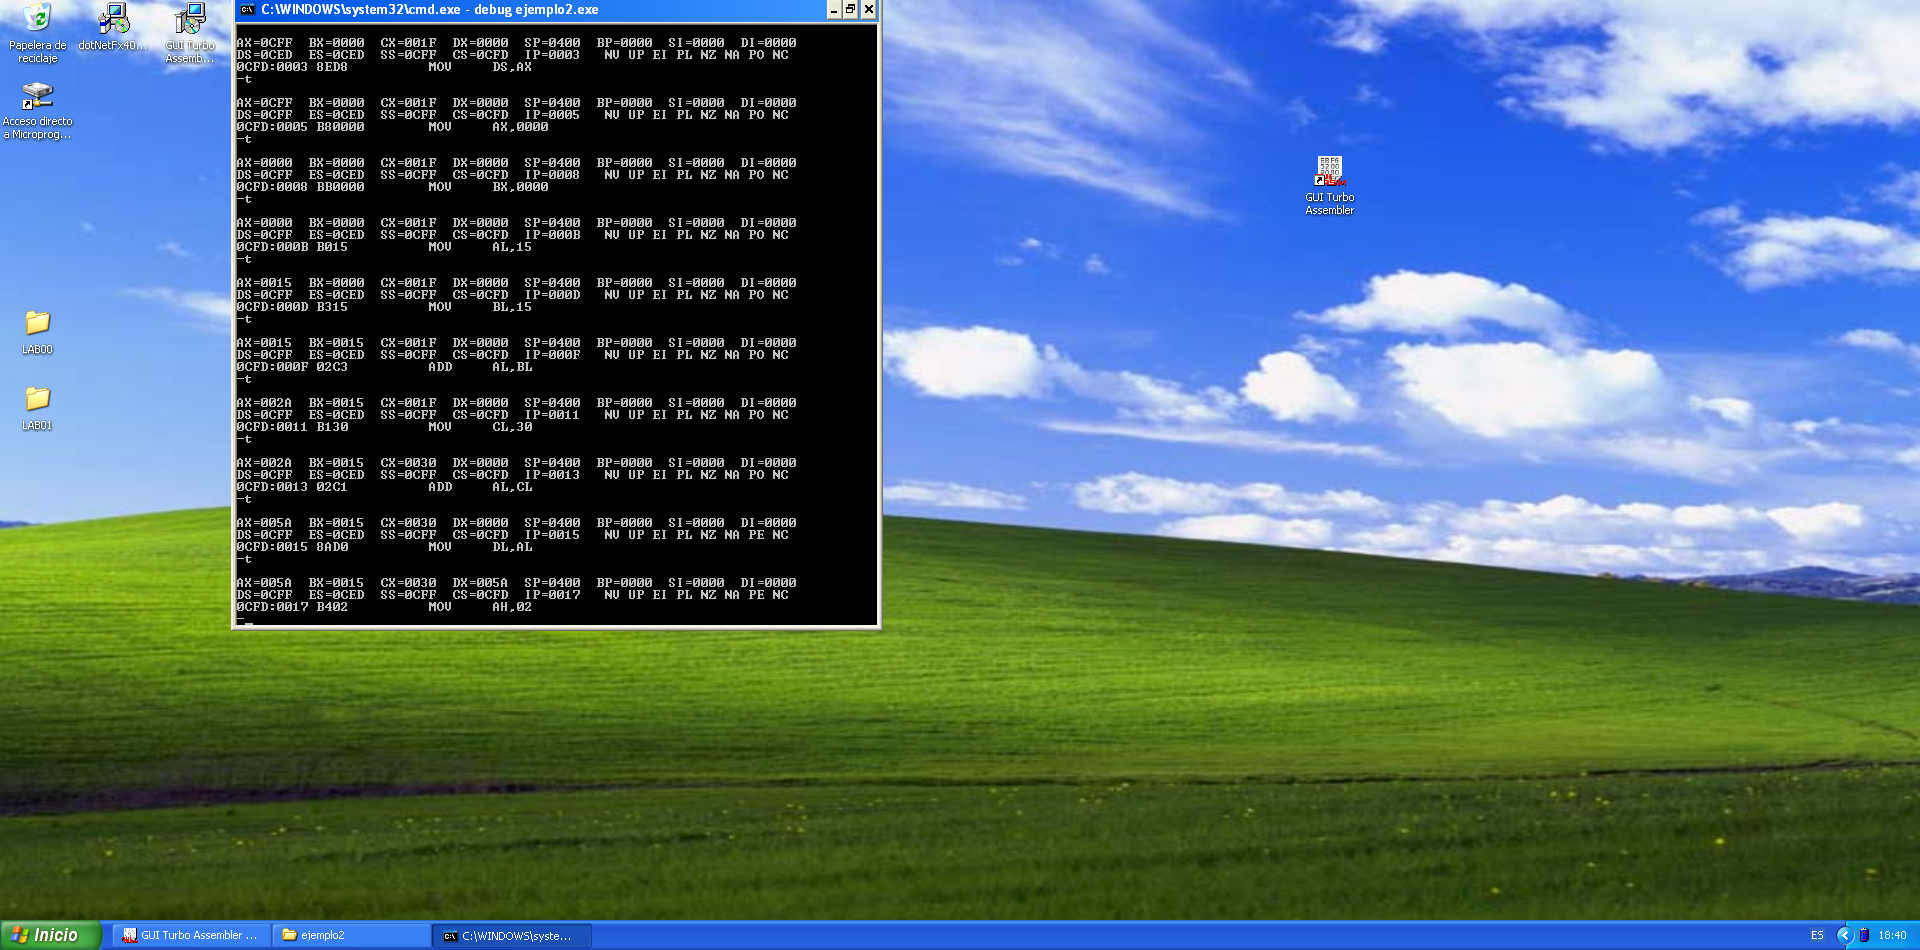 C:\WINDOWS\system32\cmd.exe - debug ejemplo2.exe
Papelera de
reciclaje
dotNetFx40...
GUI Turbo
Assemb...
Acceso directo
a Microprog...
LAB00
LAB01
AX=0CFF BX=0000 CX=001F DX=0000 SP=0400 BP=0000 SI=0000 DI=0000
DS=0CED ES=0CED SS=0CFF CS=0CFD IP=0003 NV UP EI PL NZ NA PO NC
0CFD:0003 8ED8 MOV DS,AX
-t
AX=0CFF BX=0000 CX=001F DX=0000 SP=0400 BP=0000 SI=0000 DI=0000
DS=0CFF ES=0CED SS=0CFF CS=0CFD IP=0005 NV UP EI PL NZ NA PO NC
0CFD:0005 B80000 MOV AX,0000
-t
AX=0000 BX=0000 CX=001F DX=0000 SP=0400 BP=0000 SI=0000 DI=0000
DS=0CFF ES=0CED SS=0CFF CS=0CFD IP=0008 NV UP EI PL NZ NA PO NC
0CFD:0008 BB0000 MOV BX,0000
-t
AX=0000 BX=0000 CX=001F DX=0000 SP=0400 BP=0000 SI=0000 DI=0000
DS=0CFF ES=0CED SS=0CFF CS=0CFD IP=000B NV UP EI PL NZ NA PO NC
0CFD:000B B015 MOV AL,15
-t
AX=0015 BX=0000 CX=001F DX=0000 SP=0400 BP=0000 SI=0000 DI=0000
DS=0CFF ES=0CED SS=0CFF CS=0CFD IP=000D NV UP EI PL NZ NA PO NC
0CFD:000D B315 MOV BL,15
-t
AX=0015 BX=0015 CX=001F DX=0000 SP=0400 BP=0000 SI=0000 DI=0000
DS=0CFF ES=0CED SS=0CFF CS=0CFD IP=000F NV UP EI PL NZ NA PO NC
0CFD:000F 02C3 ADD AL,BL
-t
AX=002A BX=0015 CX=001F DX=0000 SP=0400 BP=0000 SI=0000 DI=0000
DS=0CFF ES=0CED SS=0CFF CS=0CFD IP=0011 NV UP EI PL NZ NA PO NC
0CFD:0011 B130 MOV CL,30
-t
AX=002A BX=0015 CX=0030 DX=0000 SP=0400 BP=0000 SI=0000 DI=0000
DS=0CFF ES=0CED SS=0CFF CS=0CFD IP=0013 NV UP EI PL NZ NA PO NC
0CFD:0013 02C1 ADD AL,CL
-t
AX=005A BX=0015 CX=0030 DX=0000 SP=0400 BP=0000 SI=0000 DI=0000
DS=0CFF ES=0CED SS=0CFF CS=0CFD IP=0015 NV UP EI PL NZ NA PE NC
0CFD:0015 8AD0 MOV DL,AL
-t
AX=005A BX=0015 CX=0030 DX=005A SP=0400 BP=0000 SI=0000 DI=0000
DS=0CFF ES=0CED SS=0CFF CS=0CFD IP=0017 NV UP EI PL NZ NA PE NC
0CFD:0017 B402 MOV AH,02
-_
GUI Turbo
Assembler
Inicio
GUI Turbo Assembler ...
ejemplo2
C:\WINDOWS\syste...
ES
18:40